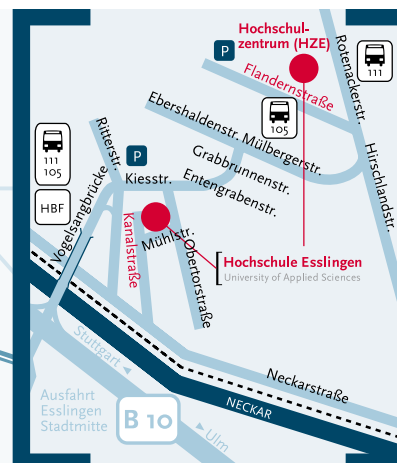 Hochschul-
zentrum (HZE)
P
Flandernstraße
Rotenackerstr.
111
105
Ebershaldenstr.
Mülbergerstr.
Hirschlandstr.
111
105
HBF
Ritterstr.
P
Kiesstr.
Grabbrunnenstr.
Entengrabenstr.
Vogelsangbrücke
Kanalstraße
Mühlstr.
Obertorstraße
Hochschule Esslingen
University of Applied Sciences
Stuttgart
Neckarstraße
NECKAR
Ausfahrt
Esslingen
Stadtmitte
B 10
Ulm